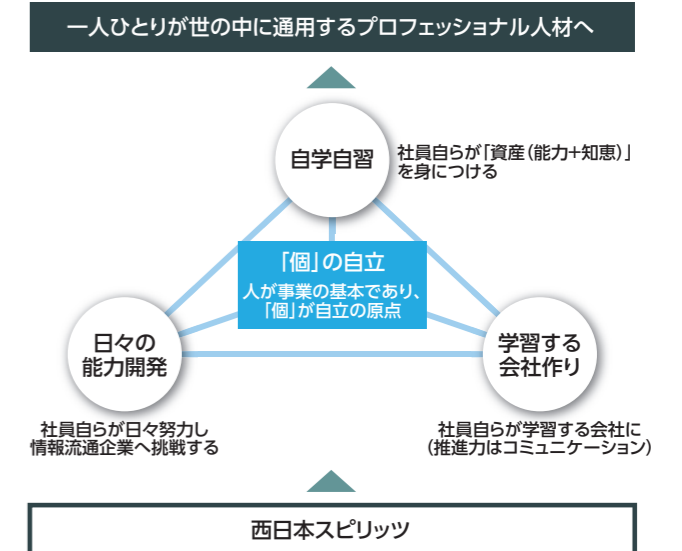 一人ひとりが世の中に通用するプロフェッショナル人材へ
自学自習
社員自らが「資産（能力+知恵）」
を身につける
「個」の自立
人が事業の基本であり、
「個」が自立の原点
日々の
能力開発
学習する
会社作り
社員自らが日々努力し
情報流通企業へ挑戦する
社員自らが学習する会社に
（推進力はコミュニケーション）
西日本スピリッツ